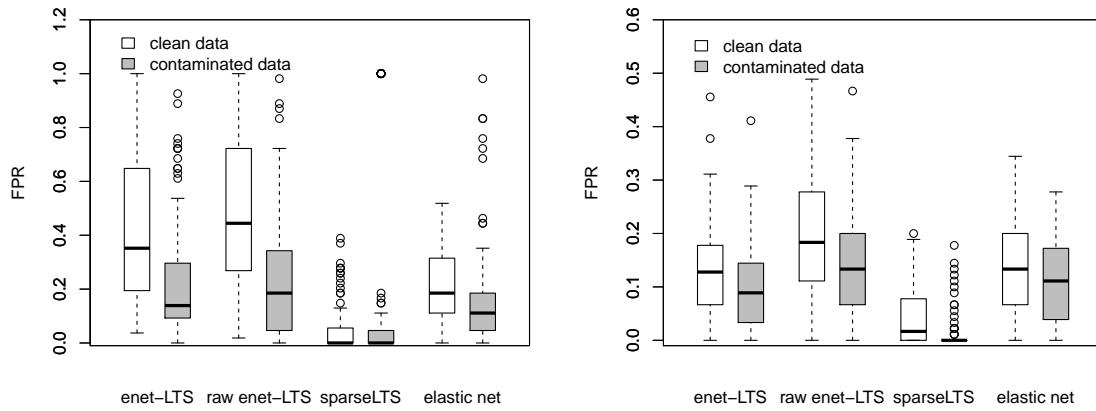 FPR
1.2
1.0
0.8
0.6
0.4
0.2
0.0
clean data
contaminated data
enet−LTS
raw enet−LTS
sparseLTS
elastic net
FPR
0.6
0.5
0.4
0.3
0.2
0.1
0.0
clean data
contaminated data
enet−LTS
raw enet−LTS
sparseLTS
elastic net